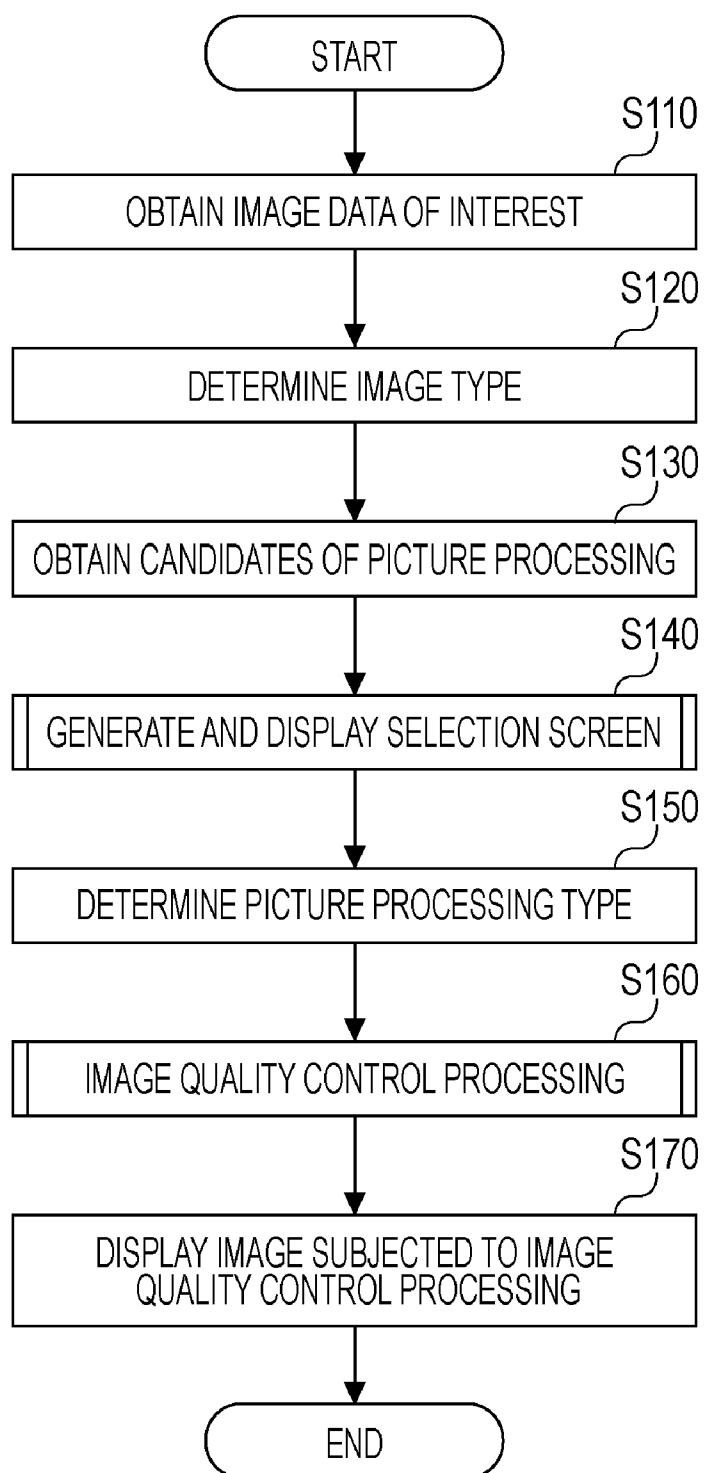 START
S110
OBTAIN IMAGE DATA OF INTEREST
S120
DETERMINE IMAGE TYPE
S130
OBTAIN CANDIDATES OF PICTURE PROCESSING
S140
GENERATE AND DISPLAY SELECTION SCREEN
S150
DETERMINE PICTURE PROCESSING TYPE
S160
IMAGE QUALITY CONTROL PROCESSING
S170
DISPLAY IMAGE SUBJECTED TO IMAGE
QUALITY CONTROL PROCESSING
END